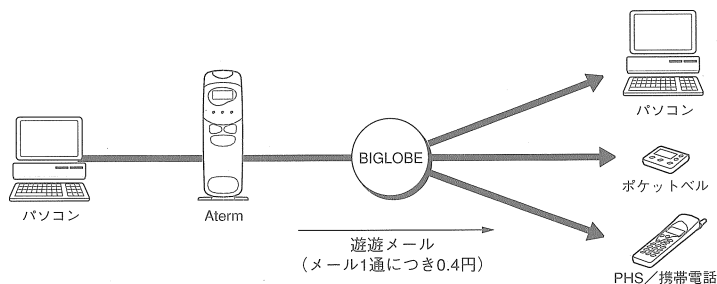 パソコン
Aterm
BIGLOBE
遊遊メール
（メール1通につき0.4円）
パソコン
ポケットベル
PHS／携帯電話